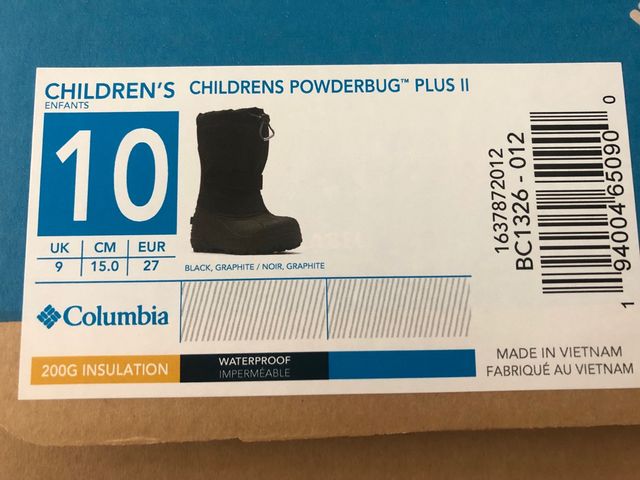 CHILDREN'S
ENFANTS
CHILDRENS POWDERBUG™ PLUS II
10
UK CM EUR
9 15.0 27
BLACK, GRAPHITE / NOIR, GRAPHITE
Columbia
200G INSULATION
WATERPROOF
IMPERMÉABLE
1637872012
BC1326 - 012
1 94004 65090 0
MADE IN VIETNAM
FABRIQUÉ AU VIETNAM